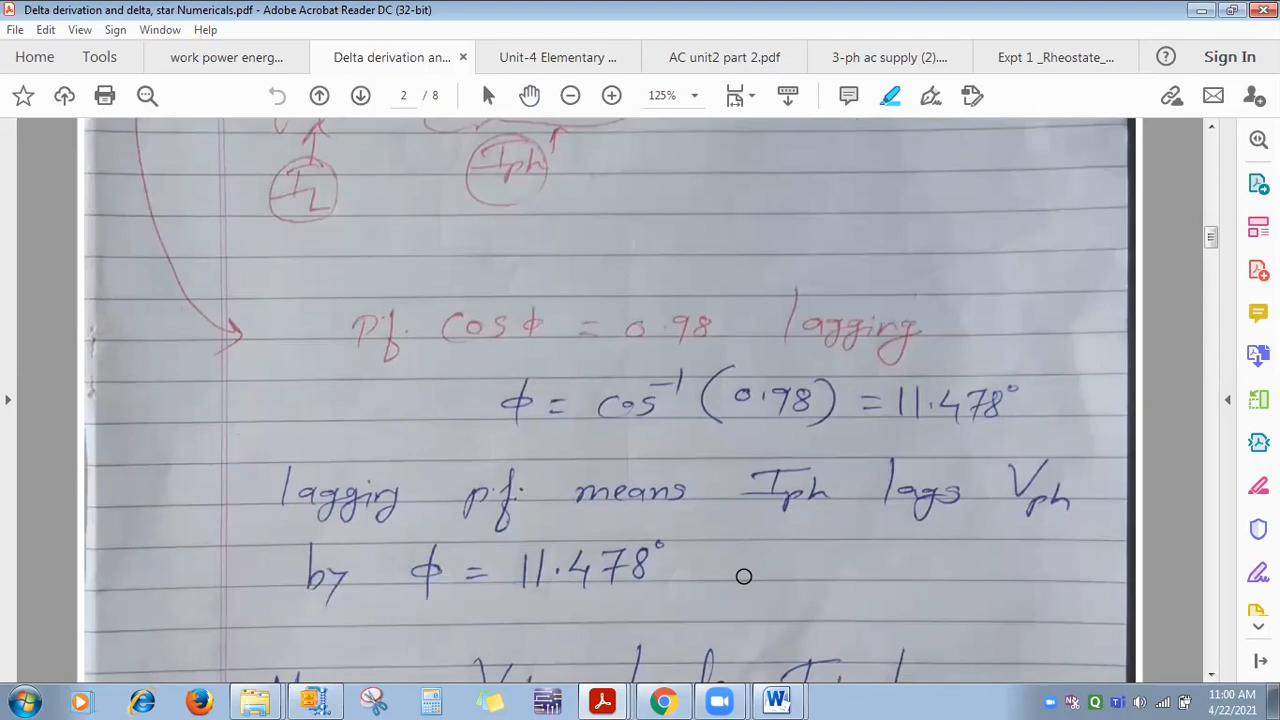 Delta derivation and delta, star Numericals.pdf - Adobe Acrobat Reader DC (32-bit)
File Edit View Sign Window Help
Home Tools work power energ... Delta derivation an... × Unit-4 Elementary ... AC unit2 part 2.pdf 3-ph ac supply (2).... Expt 1 _Rheostate_... Sign In
2 / 8 125%
IL Iph
p.f. cosϕ = 0.98 lagging
ϕ = cos⁻¹ (0.98) = 11.478°
lagging p.f. means Iph lags Vph
by ϕ = 11.478°
11:00 AM
4/22/2021